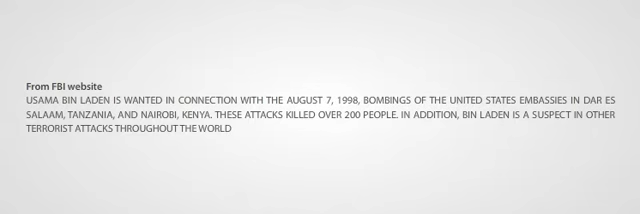 From FBI website
USAMA BIN LADEN IS WANTED IN CONNECTION WITH THE AUGUST 7, 1998, BOMBINGS OF THE UNITED STATES EMBASSIES IN DAR ES
SALAAM, TANZANIA, AND NAIROBI, KENYA. THESE ATTACKS KILLED OVER 200 PEOPLE. IN ADDITION, BIN LADEN IS A SUSPECT IN OTHER
TERRORIST ATTACKS THROUGHOUT THE WORLD